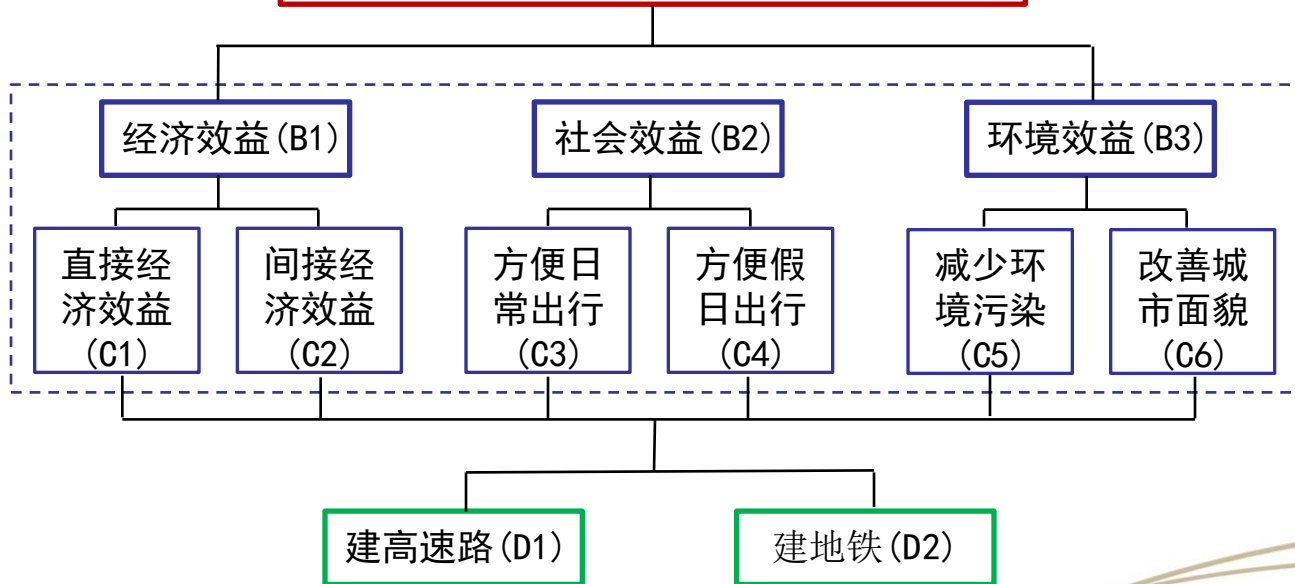 经济效益(B1)
社会效益(B2)
环境效益(B3)
直接经
济效益
(C1)
间接经
济效益
(C2)
方便日
常出行
(C3)
方便假
日出行
(C4)
减少环
境污染
(C5)
改善城
市面貌
(C6)
建高速路(D1)
建地铁(D2)